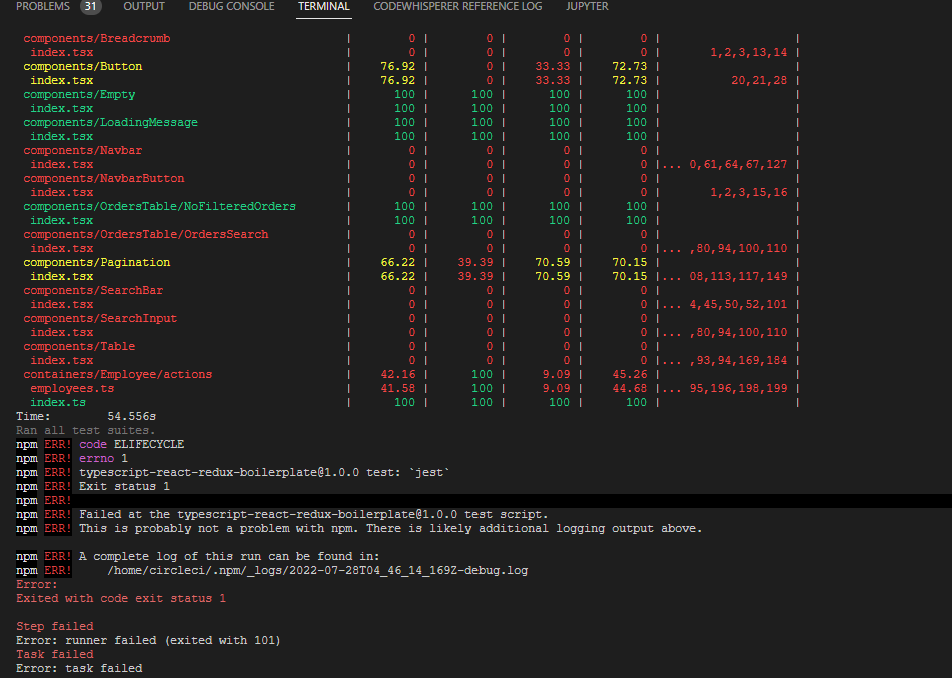 PROBLEMS 31 OUTPUT DEBUG CONSOLE TERMINAL CODEWHISPERER REFERENCE LOG JUPYTER
components/Breadcrumb | 0 | 0 | 0 | 0 | |
index.tsx | 0 | 0 | 0 | 0 | 1,2,3,13,14 |
components/Button | 76.92 | 0 | 33.33 | 72.73 | |
index.tsx | 76.92 | 0 | 33.33 | 72.73 | 20,21,28 |
components/Empty | 100 | 100 | 100 | 100 | |
index.tsx | 100 | 100 | 100 | 100 | |
components/LoadingMessage | 100 | 100 | 100 | 100 | |
index.tsx | 100 | 100 | 100 | 100 | |
components/Navbar | 0 | 0 | 0 | 0 | |
index.tsx | 0 | 0 | 0 | 0 |... 0,61,64,67,127 |
components/NavbarButton | 0 | 0 | 0 | 0 | |
index.tsx | 0 | 0 | 0 | 0 | 1,2,3,15,16 |
components/OrdersTable/NoFilteredOrders | 100 | 100 | 100 | 100 | |
index.tsx | 100 | 100 | 100 | 100 | |
components/OrdersTable/OrdersSearch | 0 | 0 | 0 | 0 | |
index.tsx | 0 | 0 | 0 | 0 |... ,80,94,100,110 |
components/Pagination | 66.22 | 39.39 | 70.59 | 70.15 | |
index.tsx | 66.22 | 39.39 | 70.59 | 70.15 |... 08,113,117,149 |
components/SearchBar | 0 | 0 | 0 | 0 | |
index.tsx | 0 | 0 | 0 | 0 |... 4,45,50,52,101 |
components/SearchInput | 0 | 0 | 0 | 0 | |
index.tsx | 0 | 0 | 0 | 0 |... ,80,94,100,110 |
components/Table | 0 | 0 | 0 | 0 | |
index.tsx | 0 | 0 | 0 | 0 |... ,93,94,169,184 |
containers/Employee/actions | 42.16 | 100 | 9.09 | 45.26 | |
employees.ts | 41.58 | 100 | 9.09 | 44.68 |... 95,196,198,199 |
index.ts | 100 | 100 | 100 | 100 | |
Time: 54.556s
Ran all test suites.
npm ERR! code ELIFECYCLE
npm ERR! errno 1
npm ERR! typescript-react-redux-boilerplate@1.0.0 test: `jest`
npm ERR! Exit status 1
npm ERR!
npm ERR! Failed at the typescript-react-redux-boilerplate@1.0.0 test script.
npm ERR! This is probably not a problem with npm. There is likely additional logging output above.
npm ERR! A complete log of this run can be found in:
npm ERR! /home/circleci/.npm/_logs/2022-07-28T04_46_14_169Z-debug.log
Error:
Exited with code exit status 1
Step failed
Error: runner failed (exited with 101)
Task failed
Error: task failed